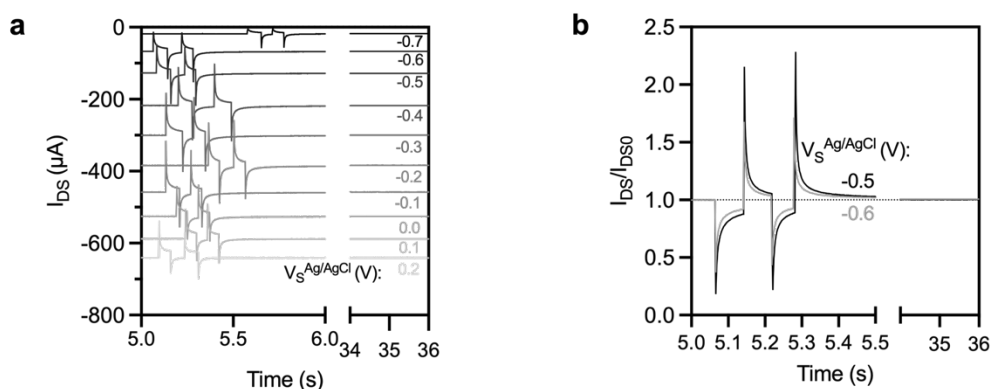 a
0
-200
-400
-600
-800
I_DS (µA)
-0.7
-0.6
-0.5
-0.4
-0.3
-0.2
-0.1
0.0
0.1
V_S^Ag/AgCl (V): 0.2
5.0 5.5 6.0 34 35 36
Time (s)
b
2.5
2.0
1.5
1.0
0.5
0.0
I_DS/I_DS0
V_S^Ag/AgCl (V):
-0.5
-0.6
5.0 5.1 5.2 5.3 5.4 5.5 35 36
Time (s)